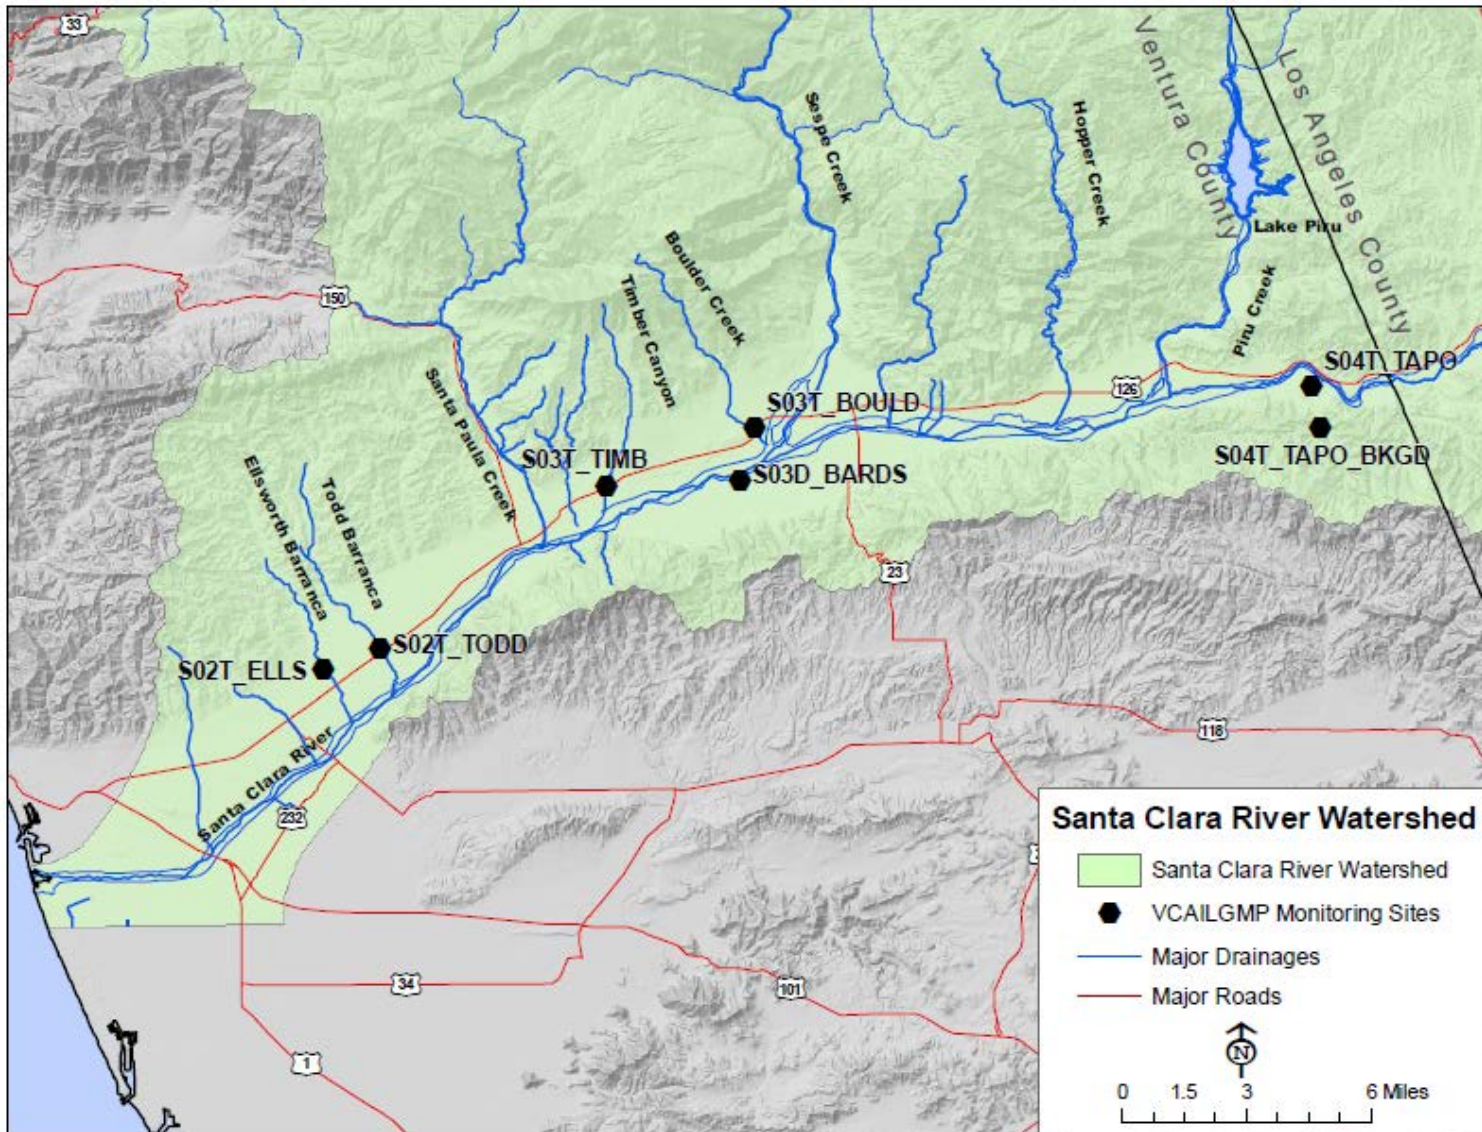 33
Ventura County
Los Angeles County
Sespe Creek
Hopper Creek
Lake Piru
Piru Creek
Boulder Creek
Timber Canyon
150
Santa Paula Creek
126
S04T_TAPO
S03T_BOULD
S04T_TAPO_BKGD
S03T_TIMB
S03D_BARDS
Ellsworth Barranca
Todd Barranca
23
S02T_TODD
S02T_ELLS
118
Santa Clara River
232
34
101
1
Santa Clara River Watershed
Santa Clara River Watershed
VCAILGMP Monitoring Sites
Major Drainages
Major Roads
N
0 1.5 3 6 Miles